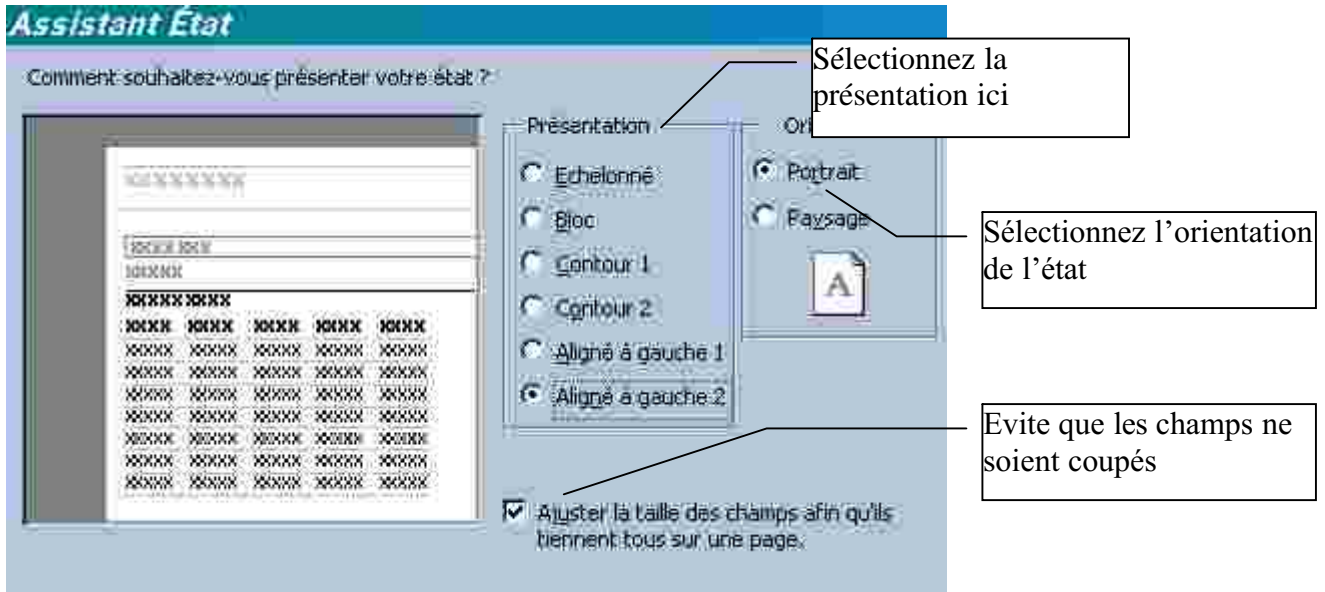 Assistant État
Comment souhaitez-vous présenter votre état ?
Sélectionnez la
présentation ici
Présentation
Echelonné
Bloc
Contour 1
Contour 2
Aligné à gauche 1
Aligné à gauche 2
Portrait
Paysage
A
Sélectionnez l’orientation
de l’état
Evite que les champs ne
soient coupés
Ajuster la taille des champs afin qu'ils
tiennent tous sur une page.